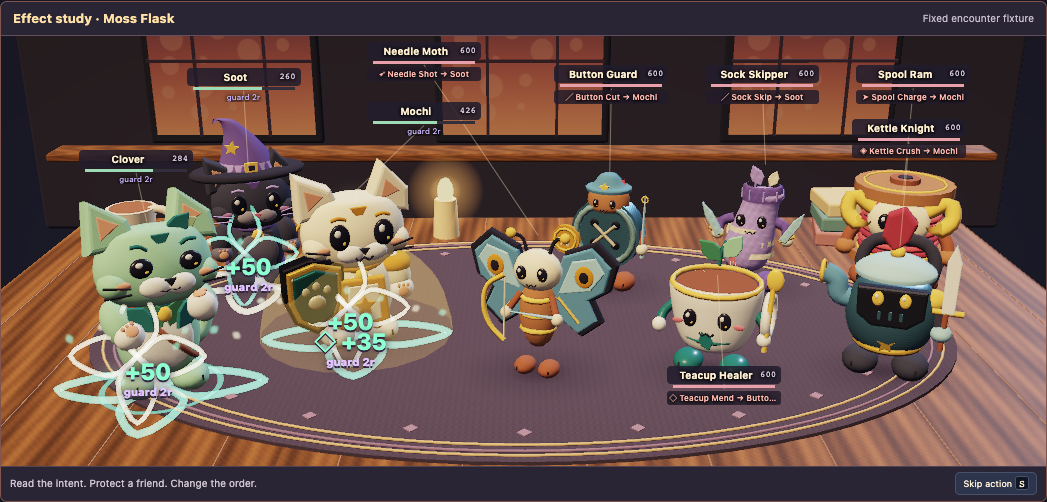 Effect study · Moss Flask
Fixed encounter fixture
Needle Moth 600
➹ Needle Shot → Soot
Soot 260
guard 2r
Button Guard 600
⟋ Button Cut → Mochi
Sock Skipper 600
⟋ Sock Skip → Soot
Spool Ram 600
➤ Spool Charge → Mochi
Mochi 426
guard 2r
Kettle Knight 600
◈ Kettle Crush → Mochi
Clover 284
guard 2r
+50
guard 2r
+50
◇ +35
guard 2r
+50
guard 2r
Teacup Healer 600
◇ Teacup Mend → Butto...
Read the intent. Protect a friend. Change the order.
Skip action S